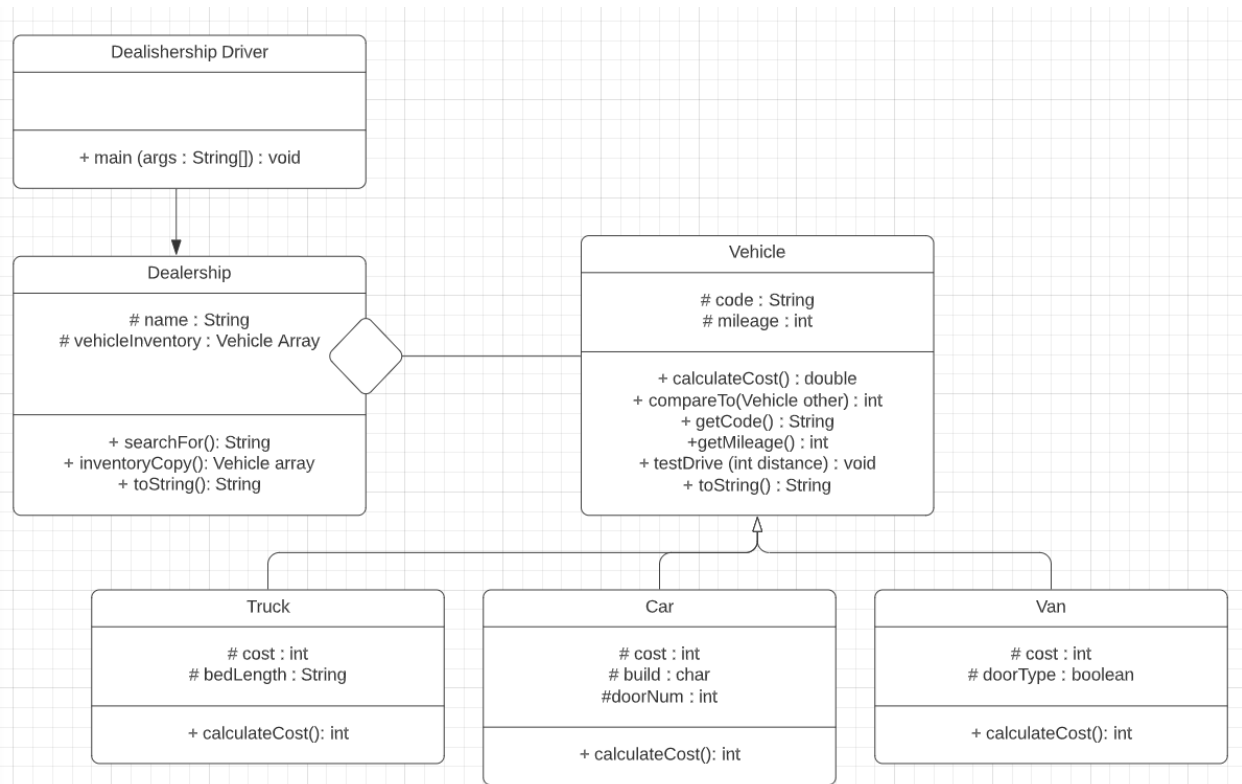 Dealishership Driver
+ main (args : String[]) : void
Dealership
# name : String
# vehicleInventory : Vehicle Array
+ searchFor(): String
+ inventoryCopy(): Vehicle array
+ toString(): String
Vehicle
# code : String
# mileage : int
+ calculateCost() : double
+ compareTo(Vehicle other) : int
+ getCode() : String
+getMileage() : int
+ testDrive (int distance) : void
+ toString() : String
Truck
# cost : int
# bedLength : String
+ calculateCost(): int
Car
# cost : int
# build : char
#doorNum : int
+ calculateCost(): int
Van
# cost : int
# doorType : boolean
+ calculateCost(): int